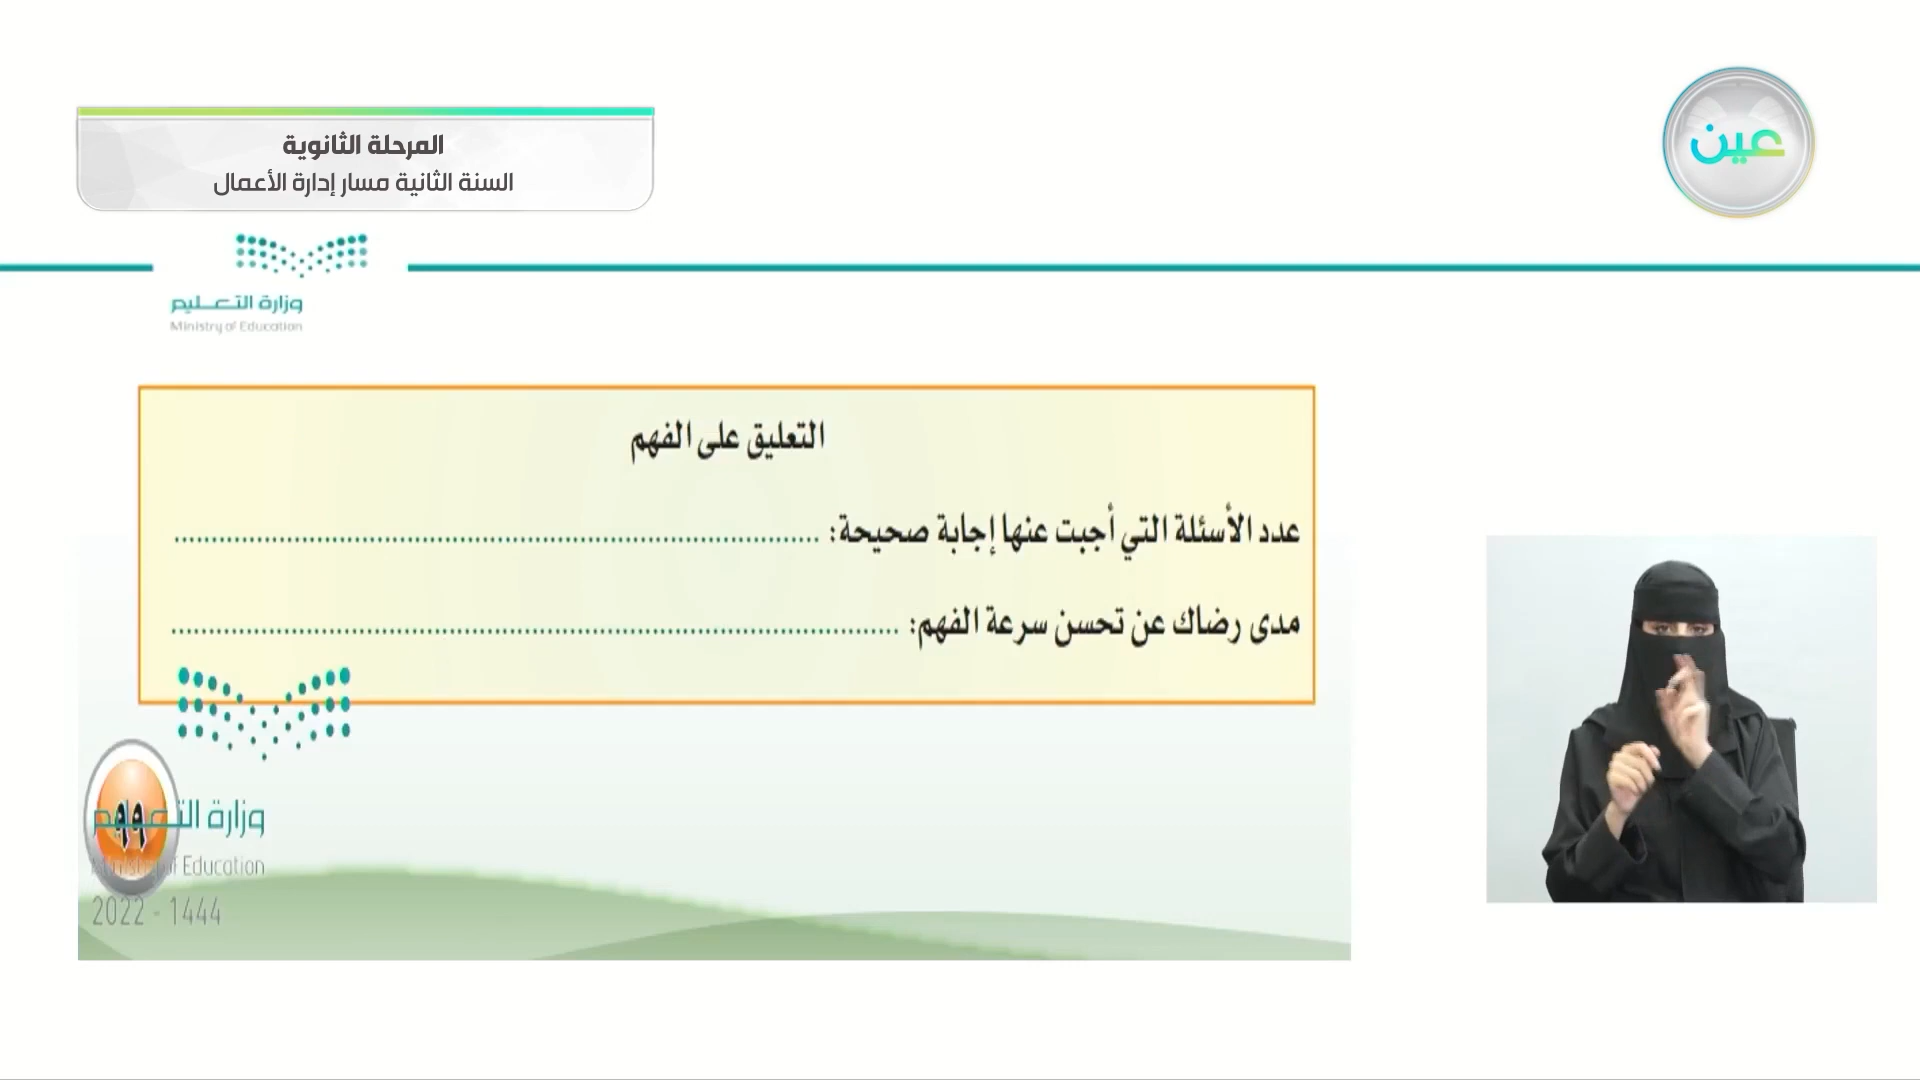 المرحلة الثانوية
السنة الثانية مسار إدارة الأعمال
عين
وزارة التعليم
Ministry of Education
التعليق على الفهم
عدد الأسئلة التي أجبت عنها إجابة صحيحة: ................................................................................
مدى رضاك عن تحسن سرعة الفهم: ................................................................................
وزارة التعليم
Ministry of Education
2022 - 1444
٩٩